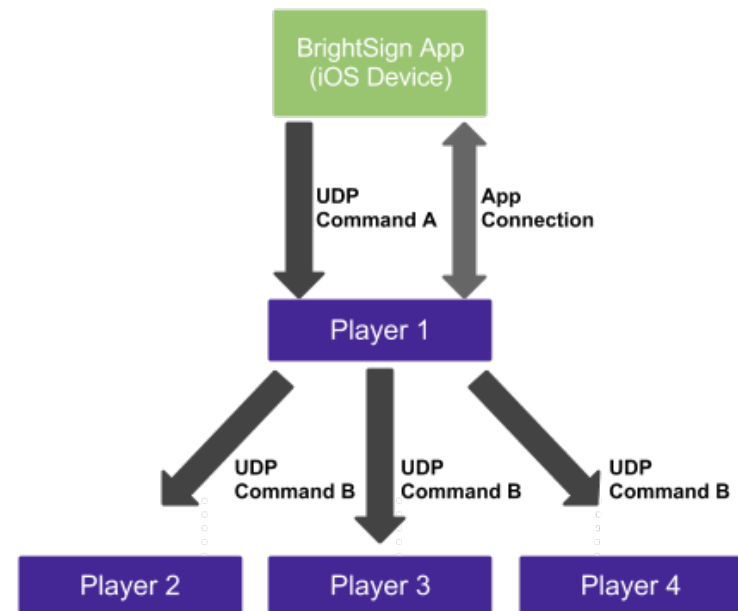 BrightSign App
(iOS Device)
UDP
Command A
App
Connection
Player 1
UDP
Command B
UDP
Command B
UDP
Command B
Player 2
Player 3
Player 4